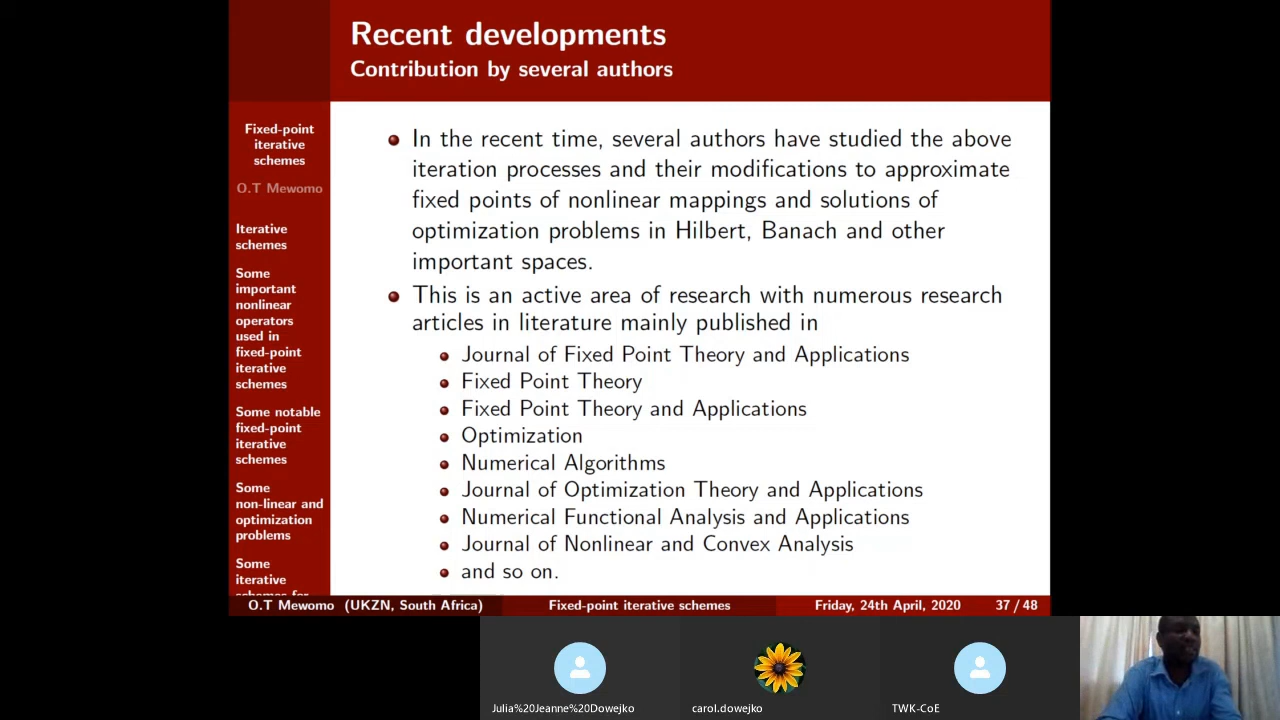 Recent developments
Contribution by several authors
Fixed-point
iterative
schemes
O.T Mewomo
Iterative
schemes
Some
important
nonlinear
operators
used in
fixed-point
iterative
schemes
Some notable
fixed-point
iterative
schemes
Some
non-linear and
optimization
problems
Some
iterative
schemes for
In the recent time, several authors have studied the above
iteration processes and their modifications to approximate
fixed points of nonlinear mappings and solutions of
optimization problems in Hilbert, Banach and other
important spaces.
This is an active area of research with numerous research
articles in literature mainly published in
Journal of Fixed Point Theory and Applications
Fixed Point Theory
Fixed Point Theory and Applications
Optimization
Numerical Algorithms
Journal of Optimization Theory and Applications
Numerical Functional Analysis and Applications
Journal of Nonlinear and Convex Analysis
and so on.
O.T Mewomo (UKZN, South Africa) Fixed-point iterative schemes Friday, 24th April, 2020 37 / 48
Julia%20Jeanne%20Dowejko carol.dowejko TWK-CoE